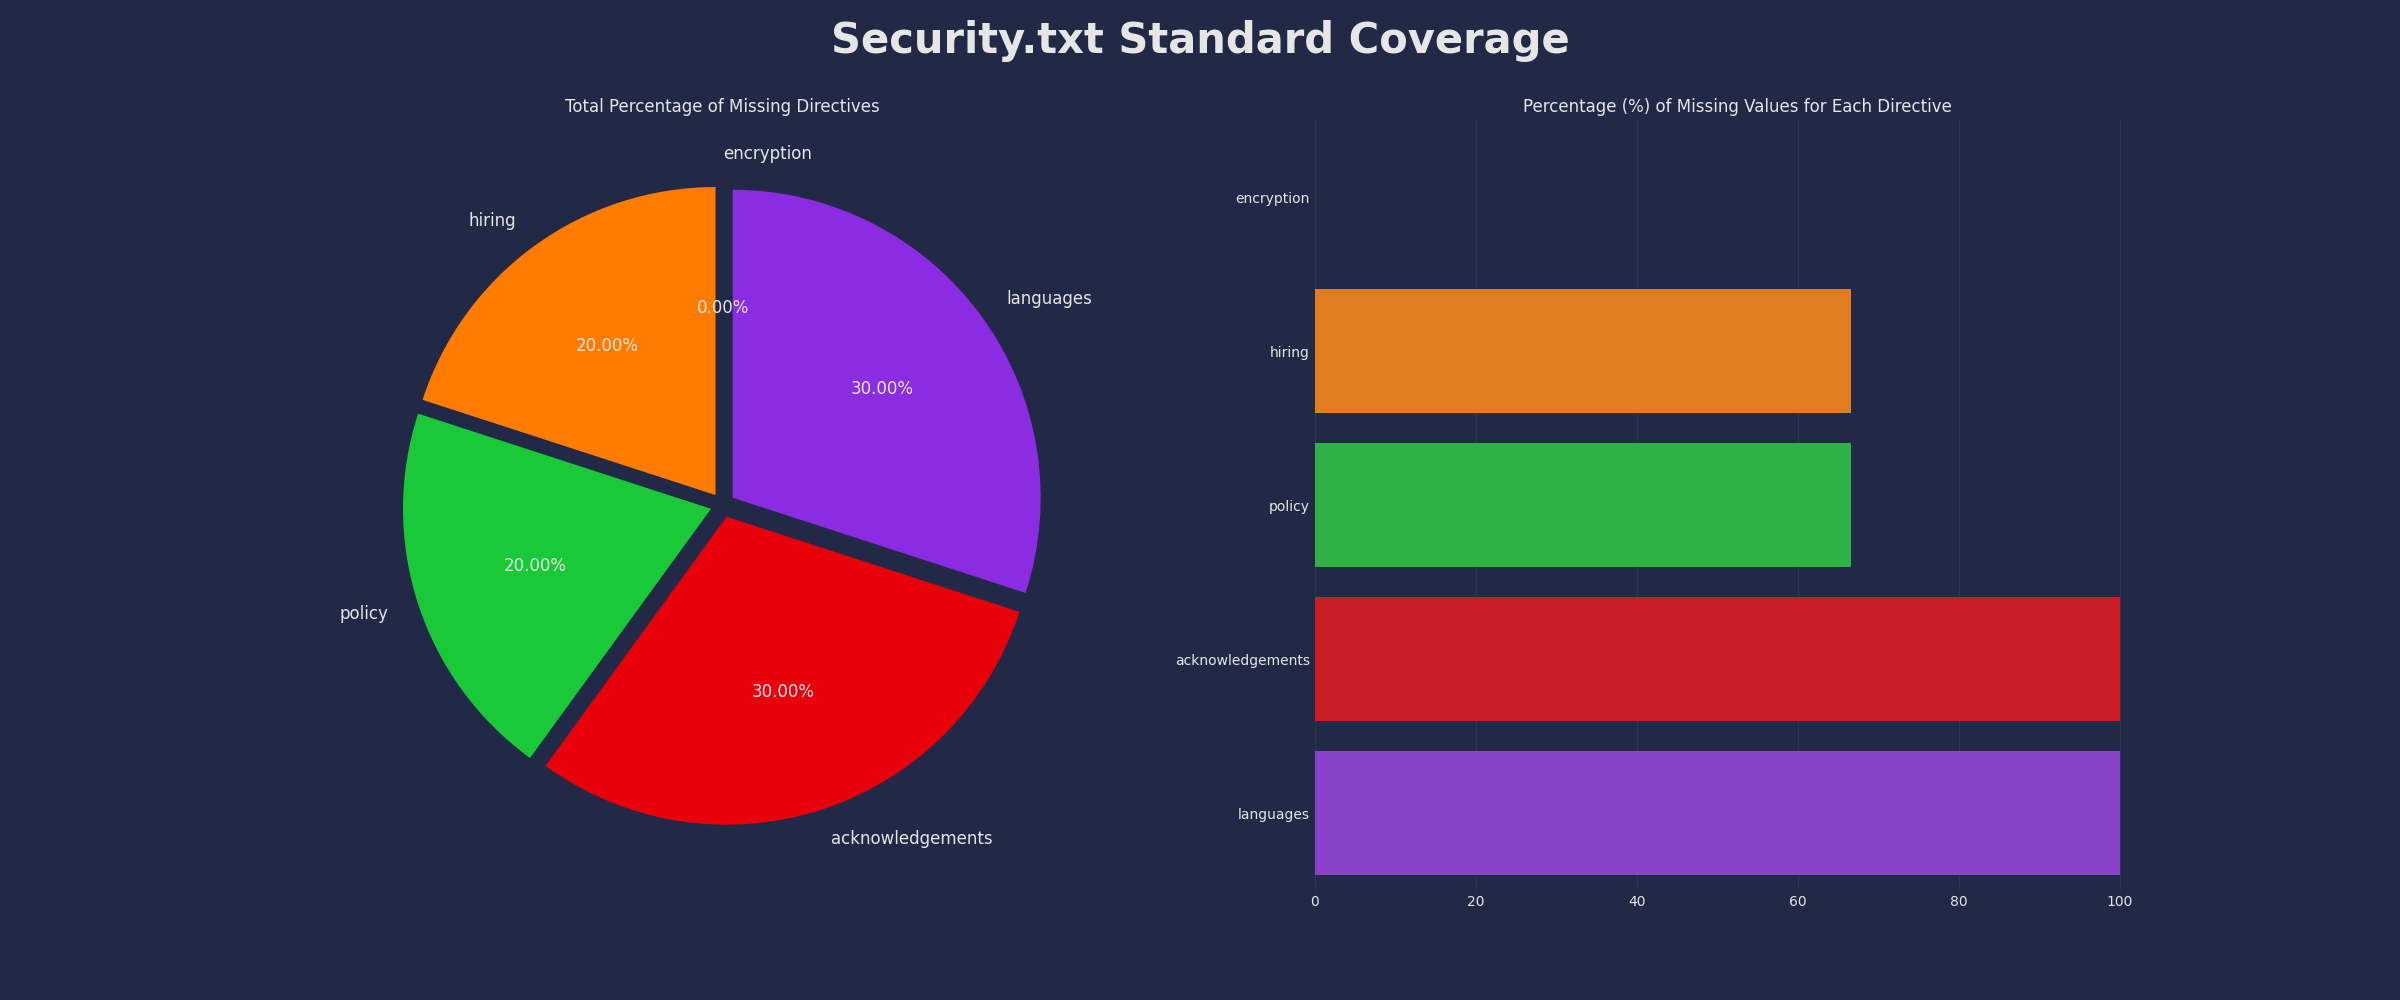 Security.txt Standard Coverage
Total Percentage of Missing Directives
encryption
hiring
0.00%
languages
20.00%
30.00%
20.00%
policy
30.00%
acknowledgements
Percentage (%) of Missing Values for Each Directive
encryption
hiring
policy
acknowledgements
languages
0 20 40 60 80 100